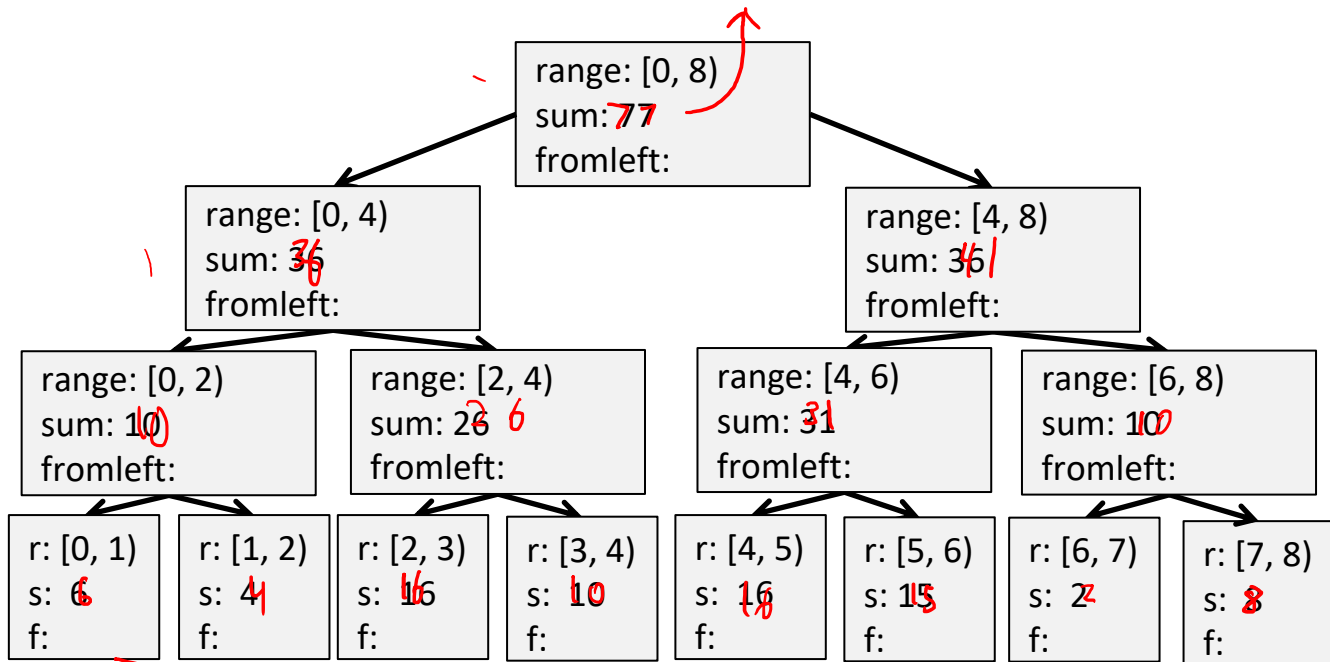 range: [0, 8)
sum: 77
fromleft:
range: [0, 4)
sum: 36
fromleft:
range: [4, 8)
sum: 36 41
fromleft:
range: [0, 2)
sum: 10
fromleft:
range: [2, 4)
sum: 26
fromleft:
range: [4, 6)
sum: 31
fromleft:
range: [6, 8)
sum: 10
fromleft:
r: [0, 1)
s: 6
f:
r: [1, 2)
s: 4
f:
r: [2, 3)
s: 16
f:
r: [3, 4)
s: 10
f:
r: [4, 5)
s: 16
f:
r: [5, 6)
s: 15
f:
r: [6, 7)
s: 2
f:
r: [7, 8)
s: 8
f: